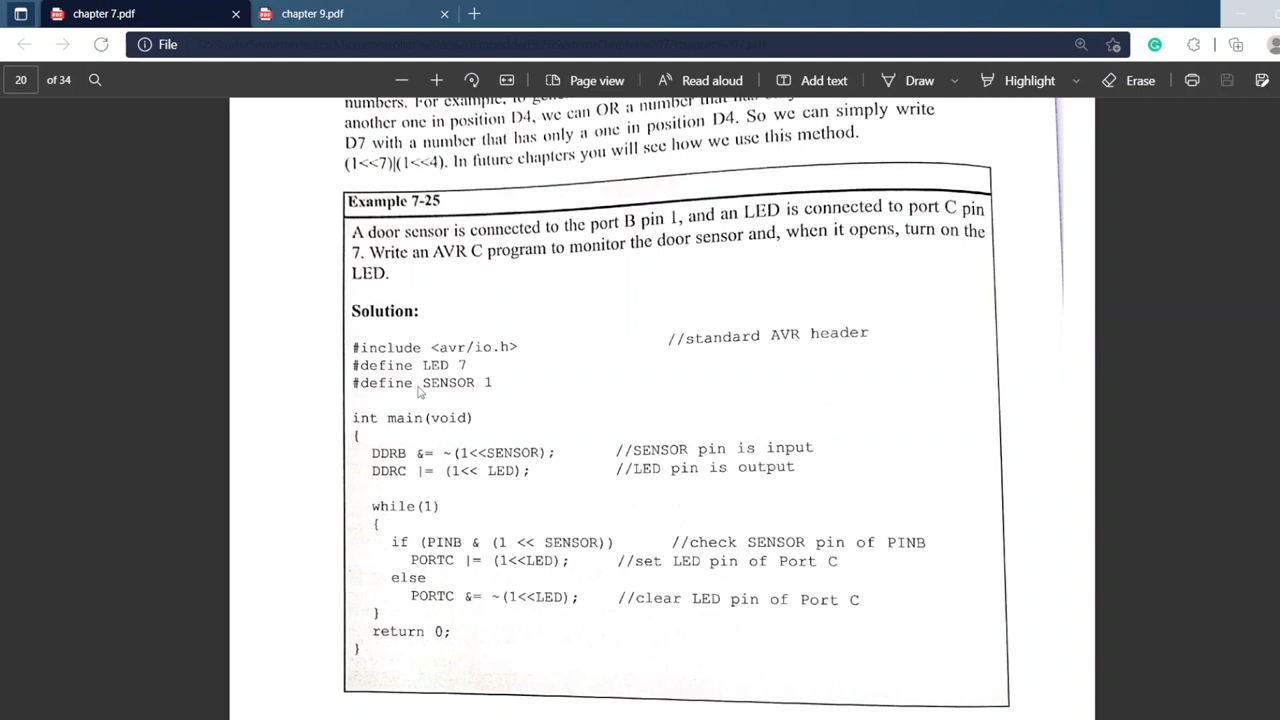 chapter 7.pdf
chapter 9.pdf
File
20 of 34
Page view
Read aloud
Add text
Draw
Highlight
Erase
numbers. For example, to
another one in position D4, we can OR a number that
D7 with a number that has only a one in position D4. So we can simply write
(1<<7)|(1<<4). In future chapters you will see how we use this method.
Example 7-25
A door sensor is connected to the port B pin 1, and an LED is connected to port C pin
7. Write an AVR C program to monitor the door sensor and, when it opens, turn on the
LED.
Solution:
#include <avr/io.h> //standard AVR header
#define LED 7
#define SENSOR 1
int main(void)
{
DDRB &= ~(1<<SENSOR); //SENSOR pin is input
DDRC |= (1<< LED); //LED pin is output
while(1)
{
if (PINB & (1 << SENSOR)) //check SENSOR pin of PINB
PORTC |= (1<<LED); //set LED pin of Port C
else
PORTC &= ~(1<<LED); //clear LED pin of Port C
}
return 0;
}